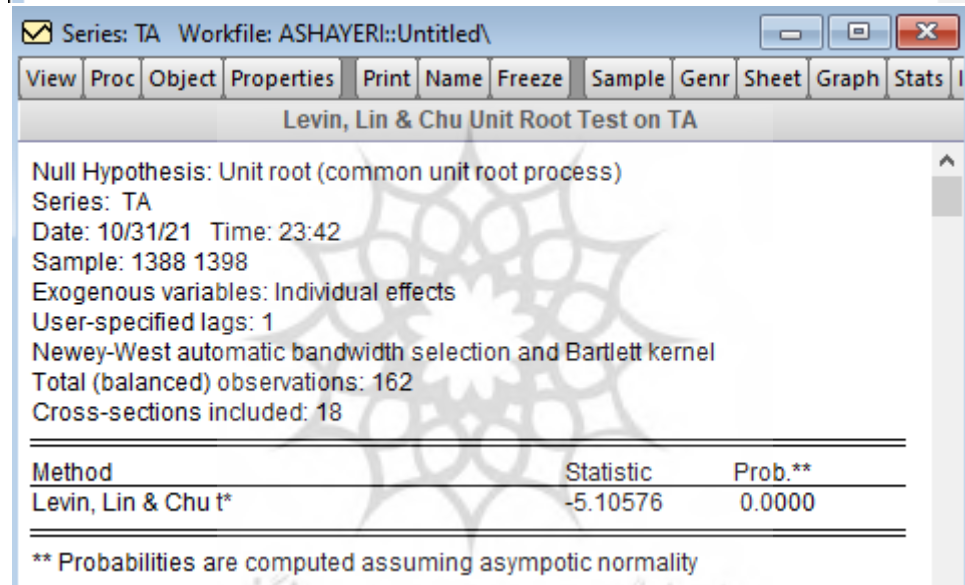 Series: TA Workfile: ASHAYERI::Untitled\
View Proc Object Properties Print Name Freeze Sample Genr Sheet Graph Stats
Levin, Lin & Chu Unit Root Test on TA
Null Hypothesis: Unit root (common unit root process)
Series: TA
Date: 10/31/21 Time: 23:42
Sample: 1388 1398
Exogenous variables: Individual effects
User-specified lags: 1
Newey-West automatic bandwidth selection and Bartlett kernel
Total (balanced) observations: 162
Cross-sections included: 18
Method Statistic Prob.**
Levin, Lin & Chu t* -5.10576 0.0000
** Probabilities are computed assuming asympotic normality